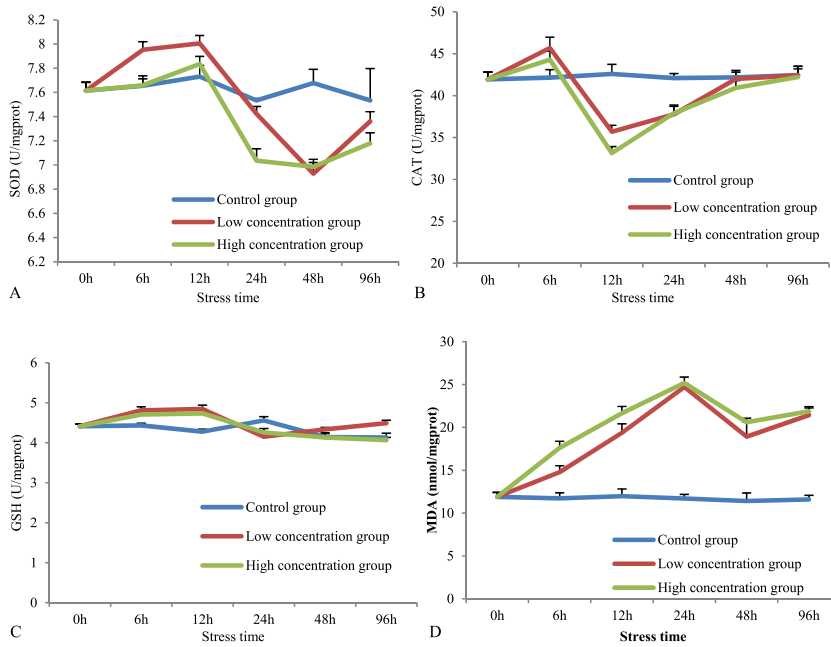 SOD (U/mgprot)
8.2
8
7.8
7.6
7.4
7.2
7
6.8
6.6
6.4
6.2
Control group
Low concentration group
High concentration group
0h 6h 12h 24h 48h 96h
Stress time
A
CAT (U/mgprot)
50
45
40
35
30
25
20
Control group
Low concentration group
High concentration group
0h 6h 12h 24h 48h 96h
Stress time
B
GSH (U/mgprot)
6
5
4
3
2
1
0
Control group
Low concentration group
High concentration group
0h 6h 12h 24h 48h 96h
Stress time
C
MDA (nmol/mgprot)
30
25
20
15
10
5
0
Control group
Low concentration group
High concentration group
0h 6h 12h 24h 48h 96h
Stress time
D